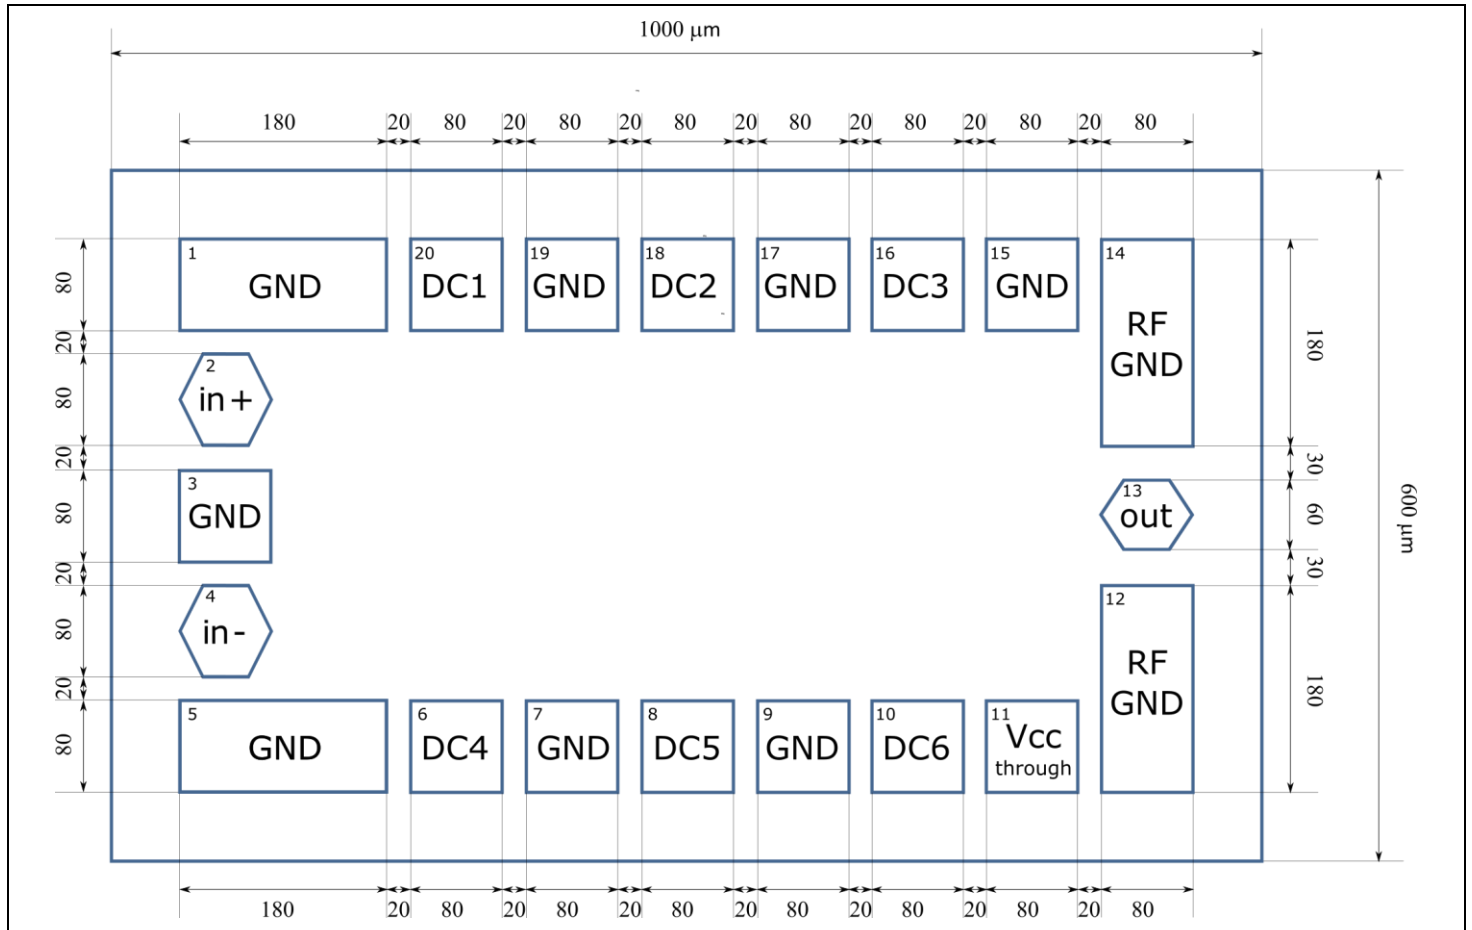 1000 µm
180 20 80 20 80 20 80 20 80 20 80 20 80 20 80
1 20 19 18 17 16 15 14
GND DC1 GND DC2 GND DC3 GND
RF
GND
80
20
80
20
80
20
80
20
80
2
in+
3
GND
4
in-
180
30
60
30
180
600 µm
13
out
12
RF
GND
5 6 7 8 9 10 11
GND DC4 GND DC5 GND DC6 Vcc
through
180 20 80 20 80 20 80 20 80 20 80 20 80 20 80